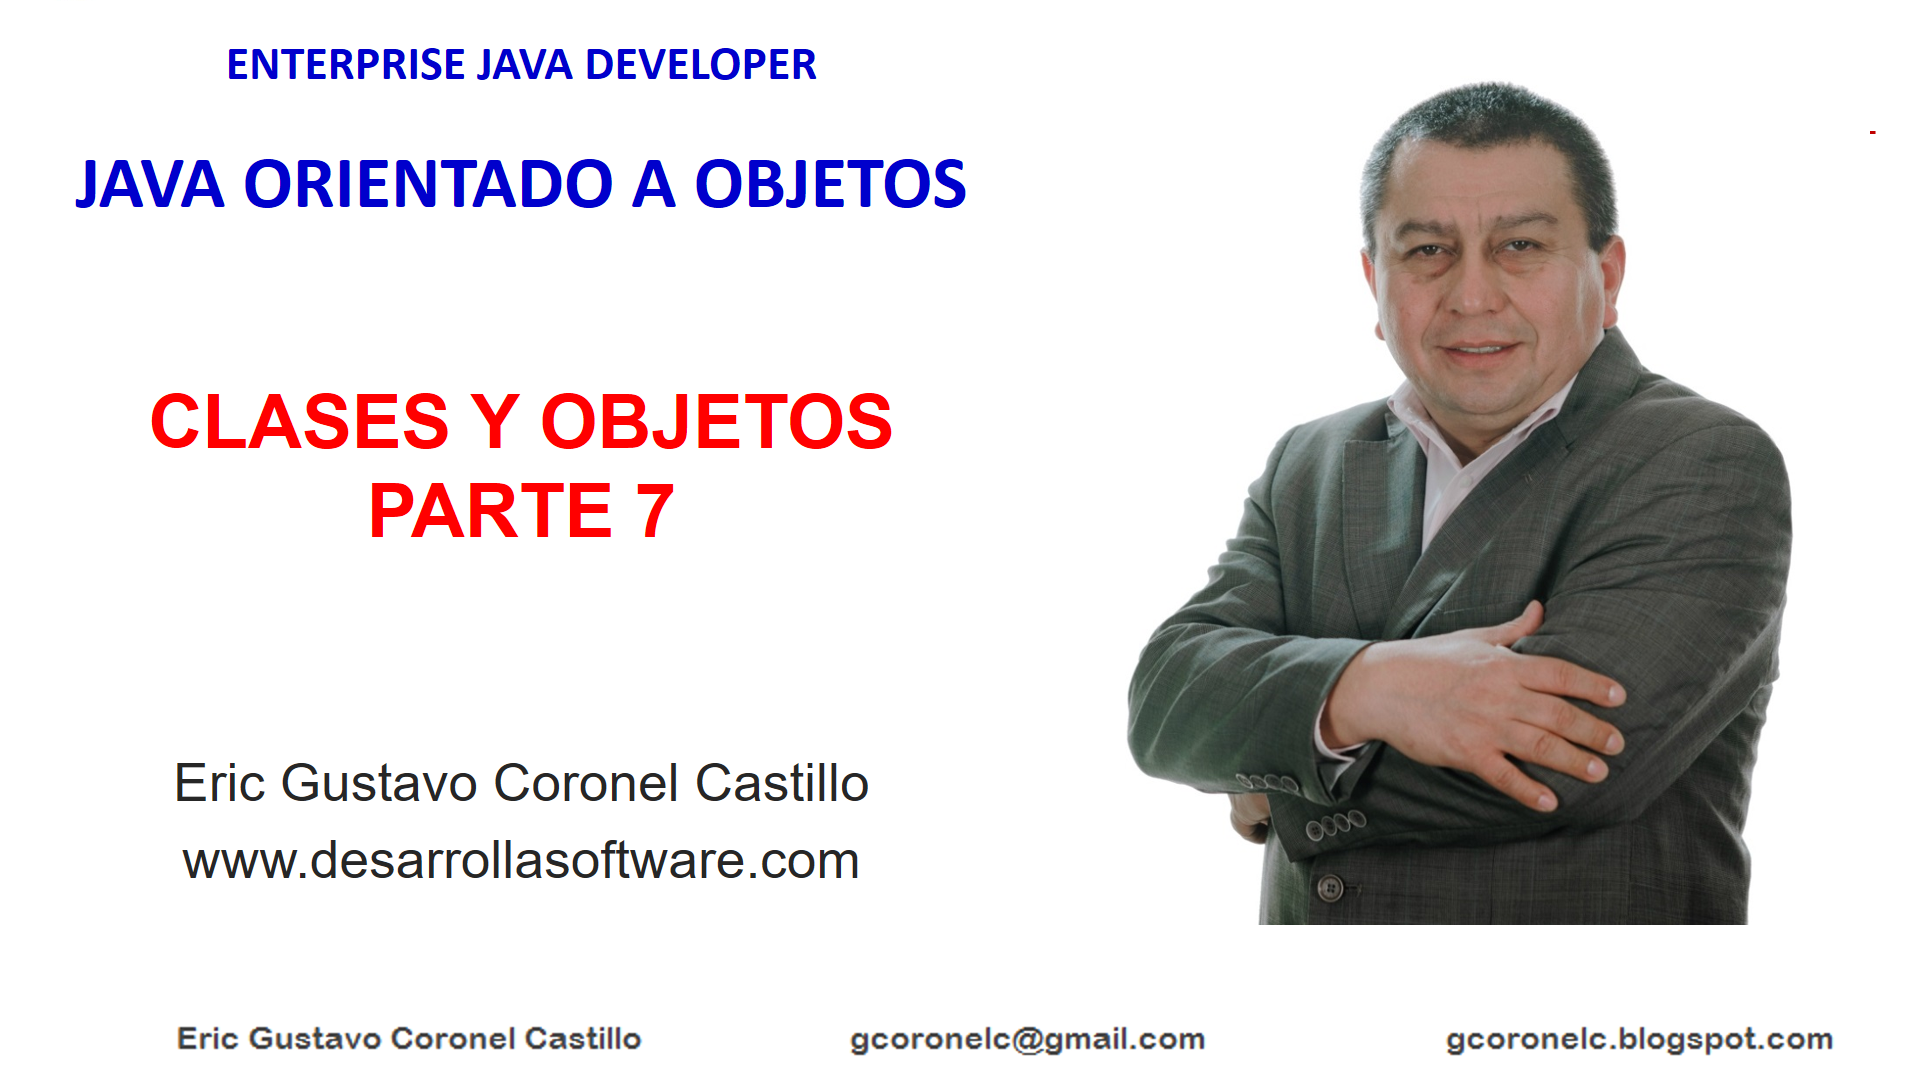 ENTERPRISE JAVA DEVELOPER
JAVA ORIENTADO A OBJETOS
CLASES Y OBJETOS
PARTE 7
Eric Gustavo Coronel Castillo
www.desarrollasoftware.com
Eric Gustavo Coronel Castillo
gcoronelc@gmail.com
gcoronelc.blogspot.com